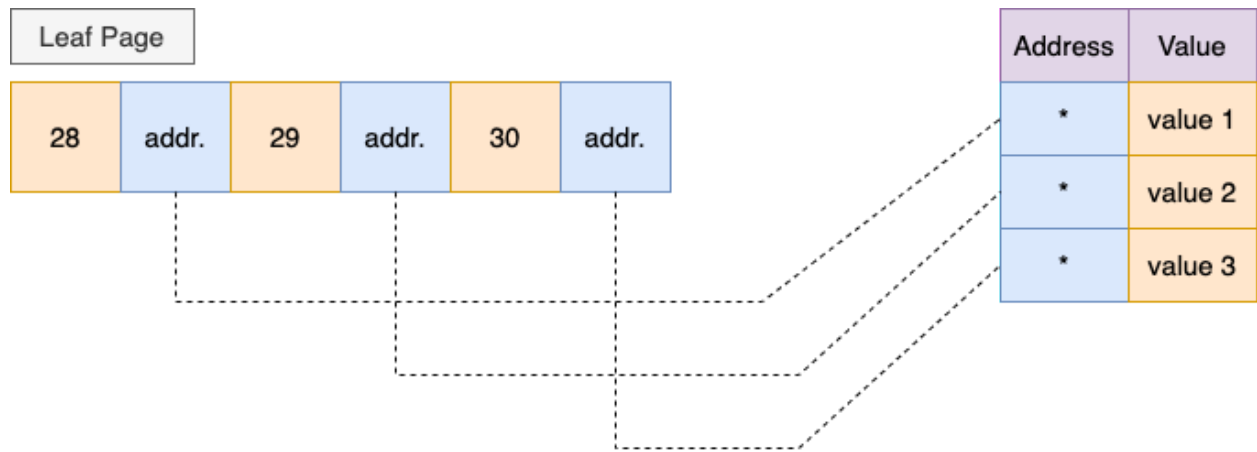 Leaf Page
28 addr. 29 addr. 30 addr.
Address Value
* value 1
* value 2
* value 3